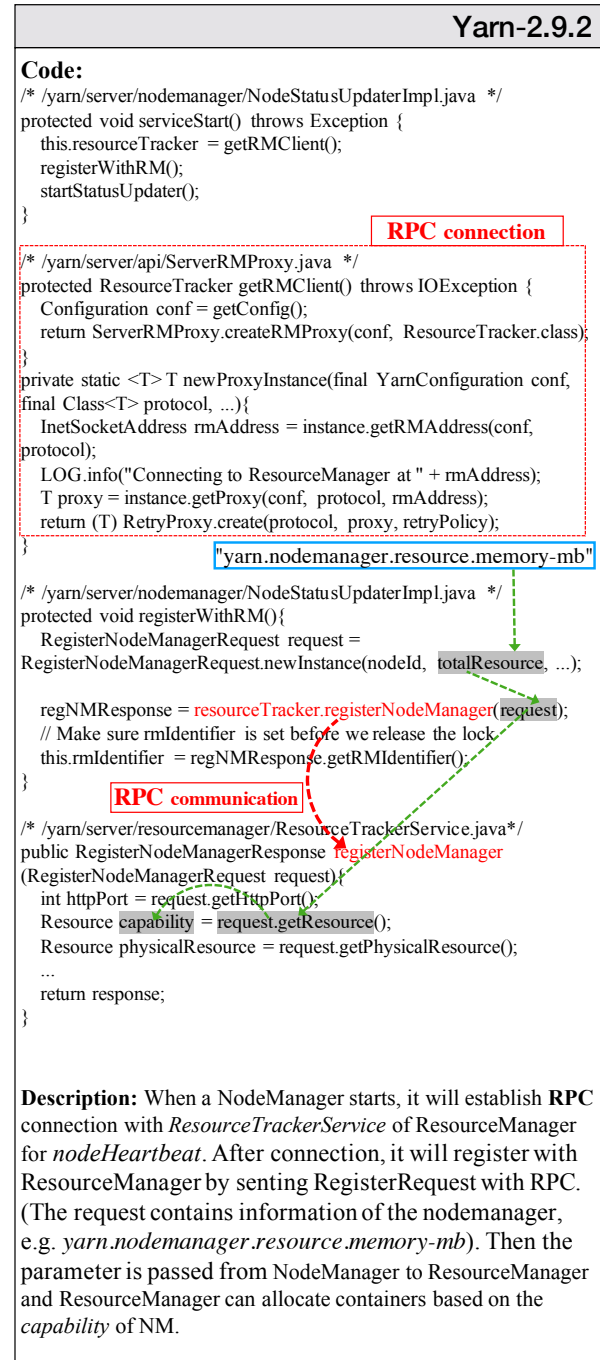 Yarn-2.9.2
Code:
/* /yarn/server/nodemanager/NodeStatusUpdaterImpl.java */
protected void serviceStart() throws Exception {
this.resourceTracker = getRMClient();
registerWithRM();
startStatusUpdater();
}
RPC connection
/* /yarn/server/api/ServerRMProxy.java */
protected ResourceTracker getRMClient() throws IOException {
Configuration conf = getConfig();
return ServerRMProxy.createRMProxy(conf, ResourceTracker.class);
}
private static <T> T newProxyInstance(final YarnConfiguration conf,
final Class<T> protocol, ...){
InetSocketAddress rmAddress = instance.getRMAddress(conf,
protocol);
LOG.info("Connecting to ResourceManager at " + rmAddress);
T proxy = instance.getProxy(conf, protocol, rmAddress);
return (T) RetryProxy.create(protocol, proxy, retryPolicy);
}
"yarn.nodemanager.resource.memory-mb"
/* /yarn/server/nodemanager/NodeStatusUpdaterImpl.java */
protected void registerWithRM(){
RegisterNodeManagerRequest request =
RegisterNodeManagerRequest.newInstance(nodeId, totalResource, ...);
regNMResponse = resourceTracker.registerNodeManager(request);
// Make sure rmIdentifier is set before we release the lock
this.rmIdentifier = regNMResponse.getRMIdentifier();
}
RPC communication
/* /yarn/server/resourcemanager/ResourceTrackerService.java*/
public RegisterNodeManagerResponse registerNodeManager
(RegisterNodeManagerRequest request){
int httpPort = request.getHttpPort();
Resource capability = request.getResource();
Resource physicalResource = request.getPhysicalResource();
...
return response;
}
Description: When a NodeManager starts, it will establish RPC
connection with ResourceTrackerService of ResourceManager
for nodeHeartbeat. After connection, it will register with
ResourceManager by senting RegisterRequest with RPC.
(The request contains information of the nodemanager,
e.g. yarn.nodemanager.resource.memory-mb). Then the
parameter is passed from NodeManager to ResourceManager
and ResourceManager can allocate containers based on the
capability of NM.